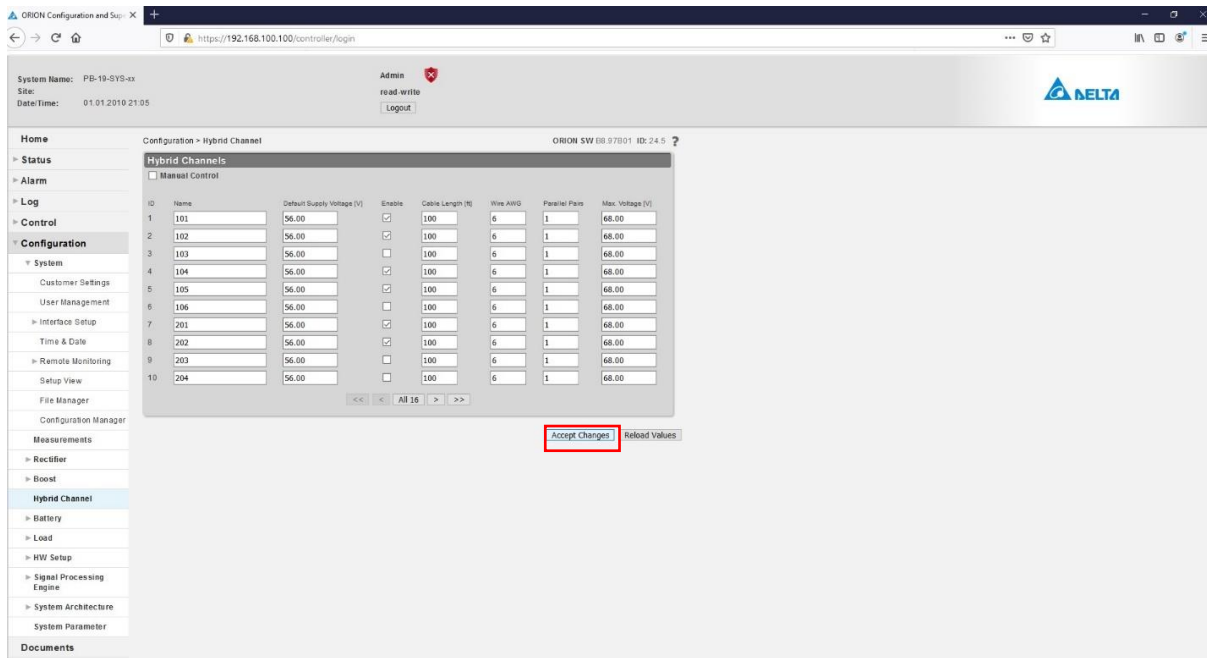 ORION Configuration and Sup
https://192.168.100.100/controller/login
System Name: PB-19-SYS-xx
Site:
Date/Time: 01.01.2010 21:05
Admin
read-write
Logout
DELTA
Home
Status
Alarm
Log
Control
Configuration
System
Customer Settings
User Management
Interface Setup
Time & Date
Remote Monitoring
Setup View
File Manager
Configuration Manager
Measurements
Rectifier
Boost
Hybrid Channel
Battery
Load
HW Setup
Signal Processing
Engine
System Architecture
System Parameter
Documents
Configuration > Hybrid Channel ORION SW BB.97B01 ID: 24.5 ?
Hybrid Channels
Manual Control
ID Name Default Supply Voltage [V] Enable Cable Length [ft] Wire AWG Parallel Pairs Max. Voltage [V]
1 101 56.00 100 6 1 68.00
2 102 56.00 100 6 1 68.00
3 103 56.00 100 6 1 68.00
4 104 56.00 100 6 1 68.00
5 105 56.00 100 6 1 68.00
6 106 56.00 100 6 1 68.00
7 201 56.00 100 6 1 68.00
8 202 56.00 100 6 1 68.00
9 203 56.00 100 6 1 68.00
10 204 56.00 100 6 1 68.00
<< < All 16 > >>
Accept Changes Reload Values